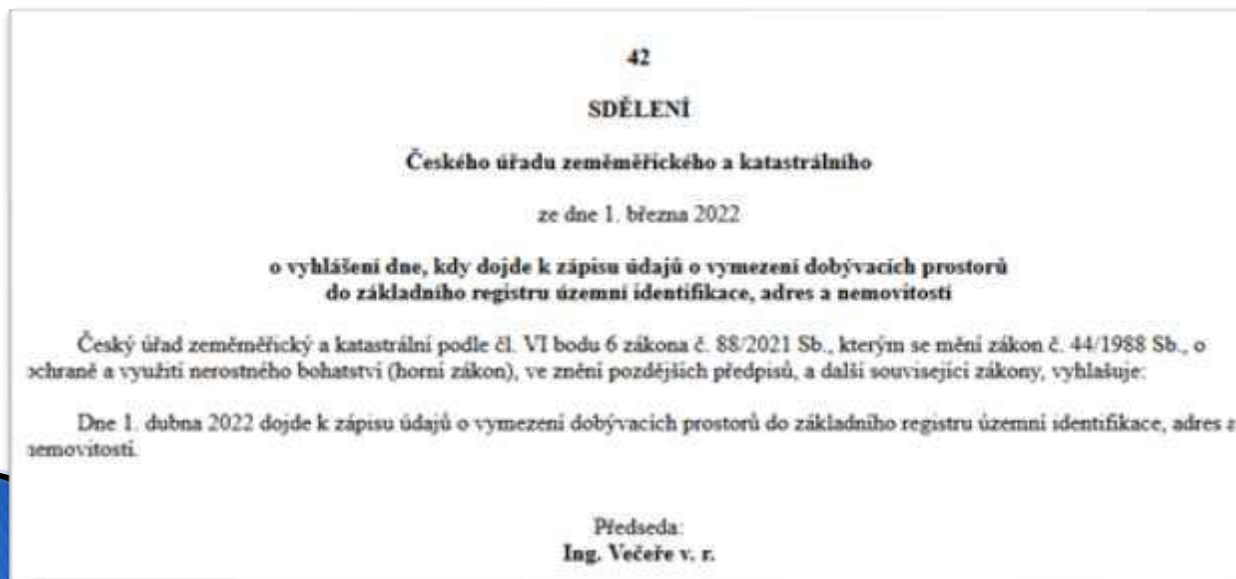 42
SDĚLENÍ
Českého úřadu zeměměřického a katastrálního
ze dne 1. března 2022
o vyhlášení dne, kdy dojde k zápisu údajů o vymezení dobývacích prostorů
do základního registru územní identifikace, adres a nemovitostí
Český úřad zeměměřický a katastrální podle čl. VI bodu 6 zákona č. 88/2021 Sb., kterým se mění zákon č. 44/1988 Sb., o
ochraně a využití nerostného bohatství (horní zákon), ve znění pozdějších předpisů, a další související zákony, vyhlašuje:
Dne 1. dubna 2022 dojde k zápisu údajů o vymezení dobývacích prostorů do základního registru územní identifikace, adres a
nemovitostí.
Předseda:
Ing. Večeře v. r.